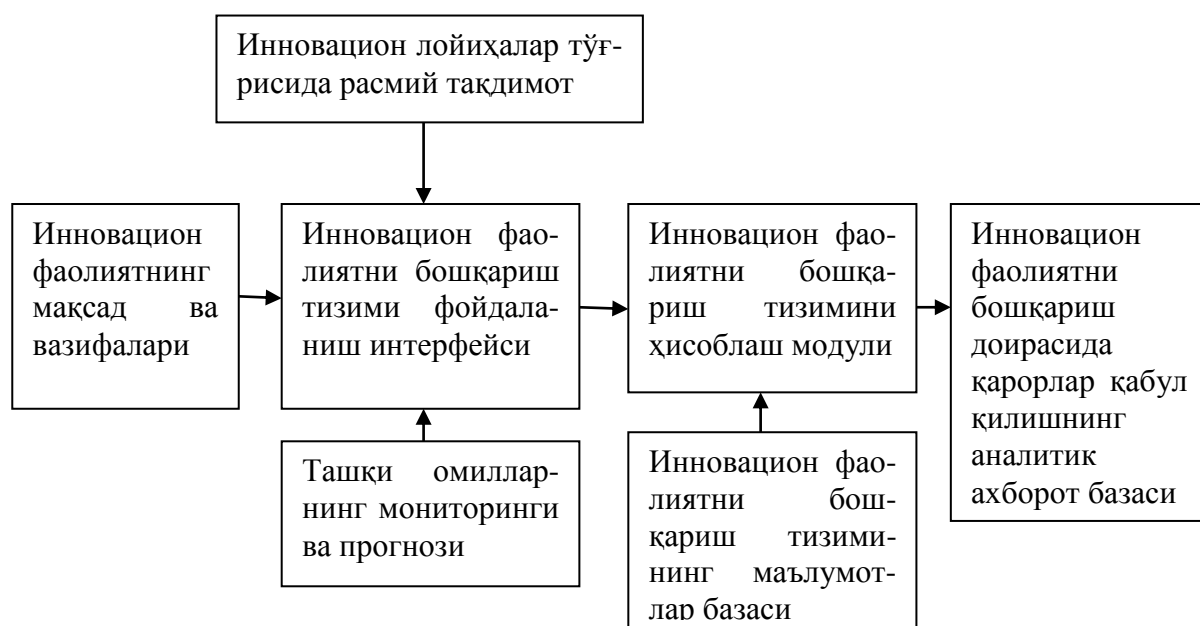 Инновацион лойиҳалар тўғ-
рисида расмий тақдимот
Инновацион
фаолиятнинг
мақсад ва
вазифалари
Инновацион фао-
лиятни бошқариш
тизими фойдала-
ниш интерфейси
Инновацион фао-
лиятни бошқа-
риш тизимини
ҳисоблаш модули
Инновацион
фаолиятни
бошқариш
доирасида
қарорлар қабул
қилишнинг
аналитик
ахборот базаси
Ташқи омиллар-
нинг мониторинги
ва прогнози
Инновацион фао-
лиятни бош-
қариш тизими-
нинг маълумот-
лар базаси